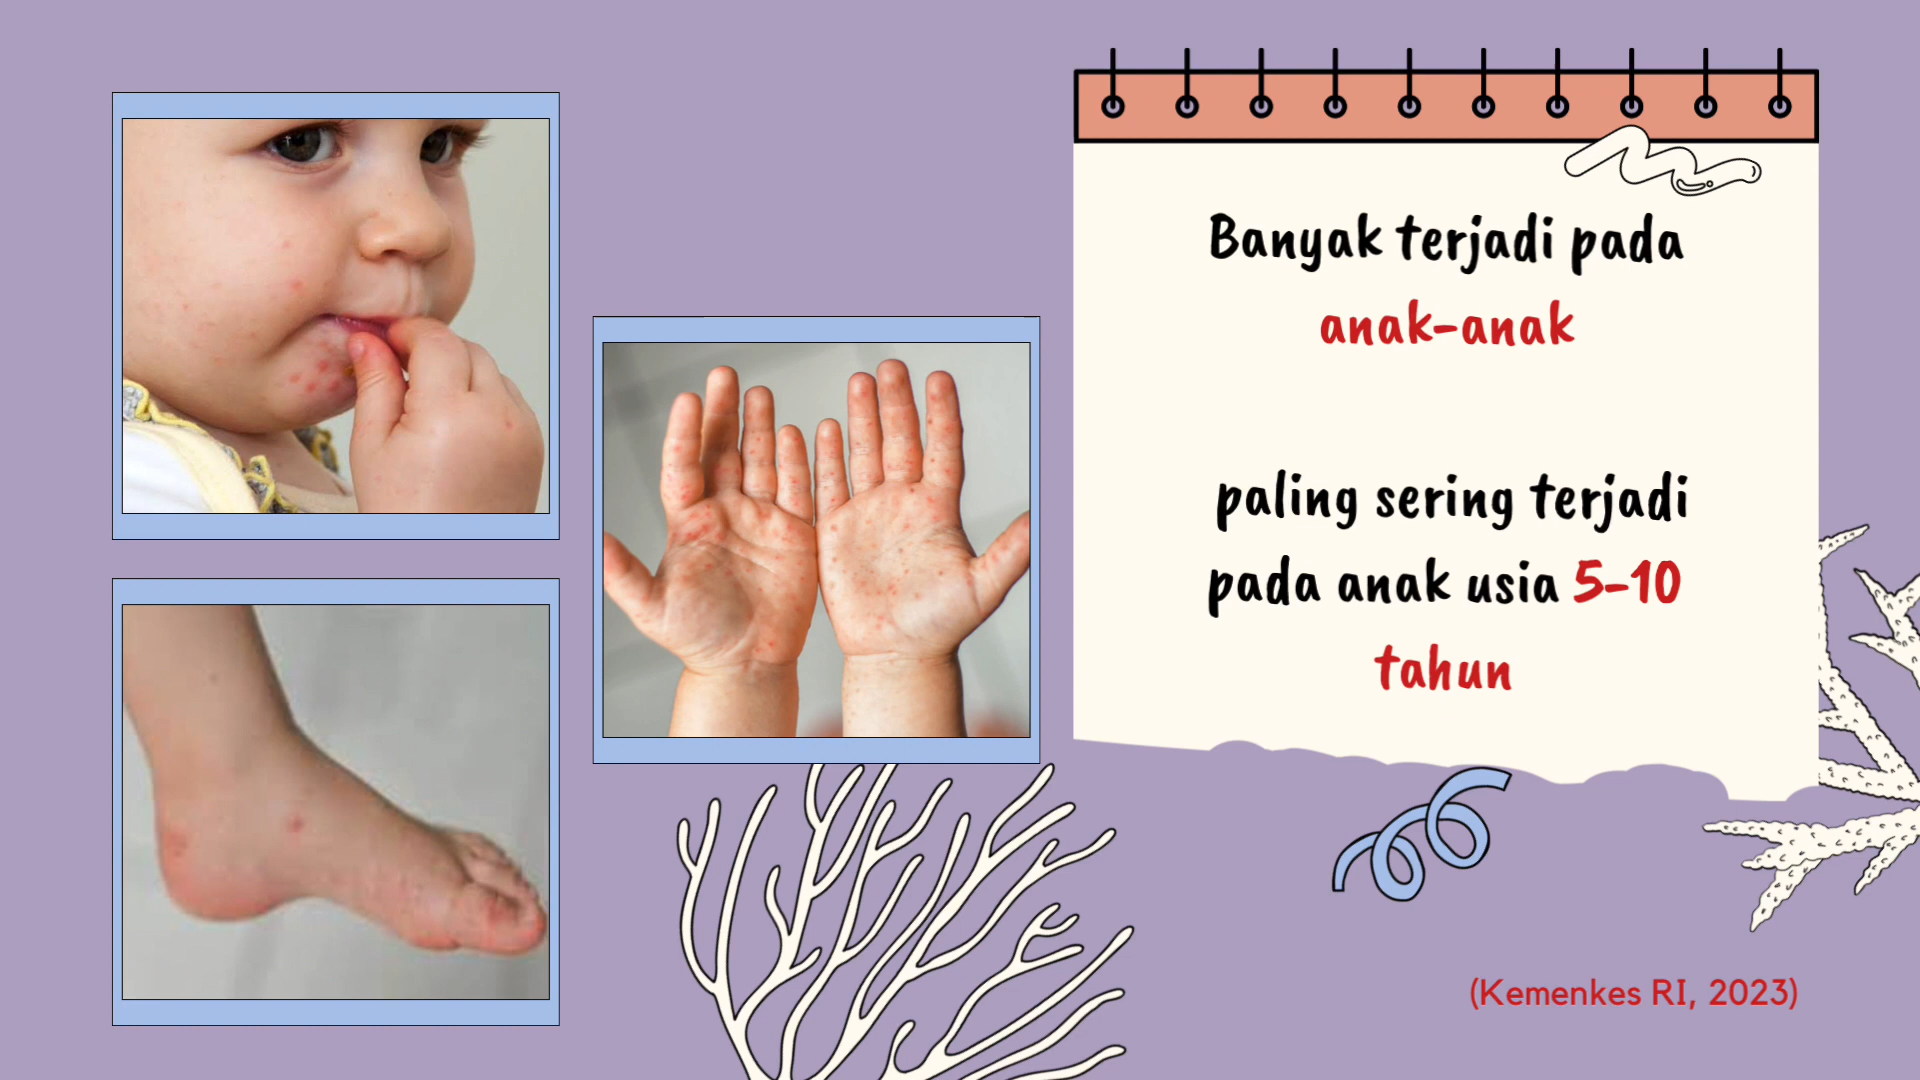 Banyak terjadi pada
anak-anak
paling sering terjadi
pada anak usia 5-10
tahun
(Kemenkes RI, 2023)